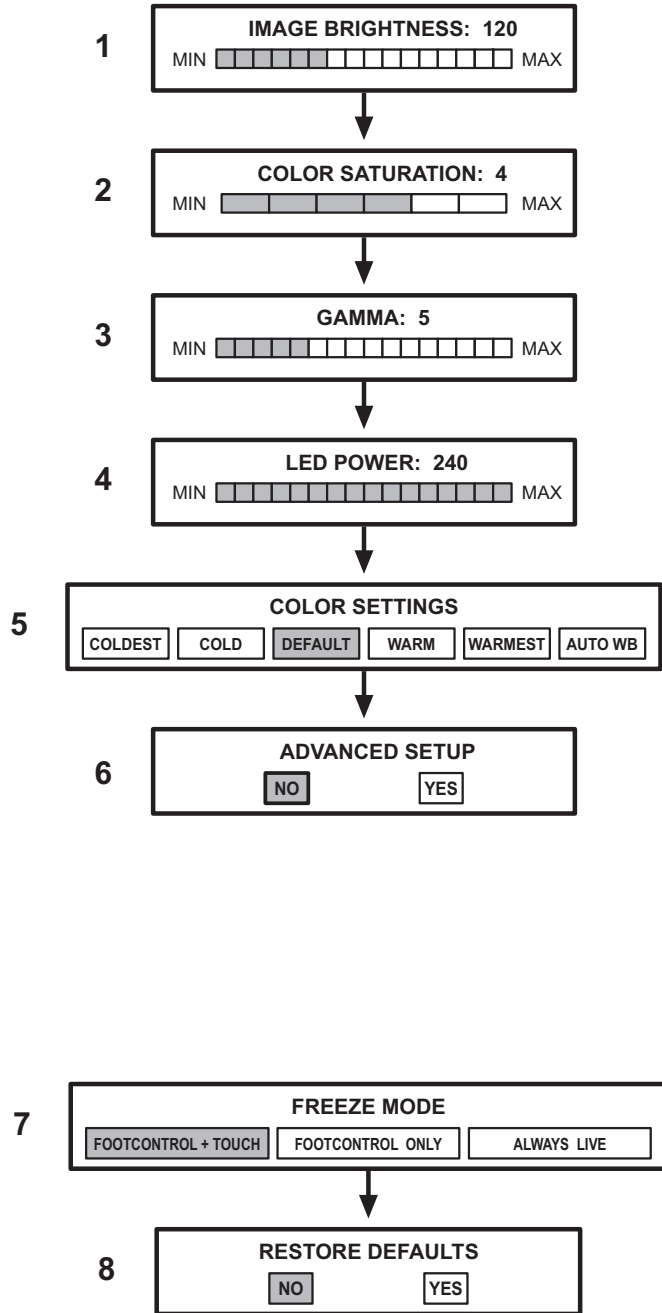 IMAGE BRIGHTNESS: 120
1
MIN MAX
COLOR SATURATION: 4
2
MIN MAX
GAMMA: 5
3
MIN MAX
LED POWER: 240
4
MIN MAX
5
COLOR SETTINGS
COLDEST COLD DEFAULT WARM WARMEST AUTO WB
6
ADVANCED SETUP
NO YES
7
FREEZE MODE
FOOTCONTROL + TOUCH FOOTCONTROL ONLY ALWAYS LIVE
8
RESTORE DEFAULTS
NO YES